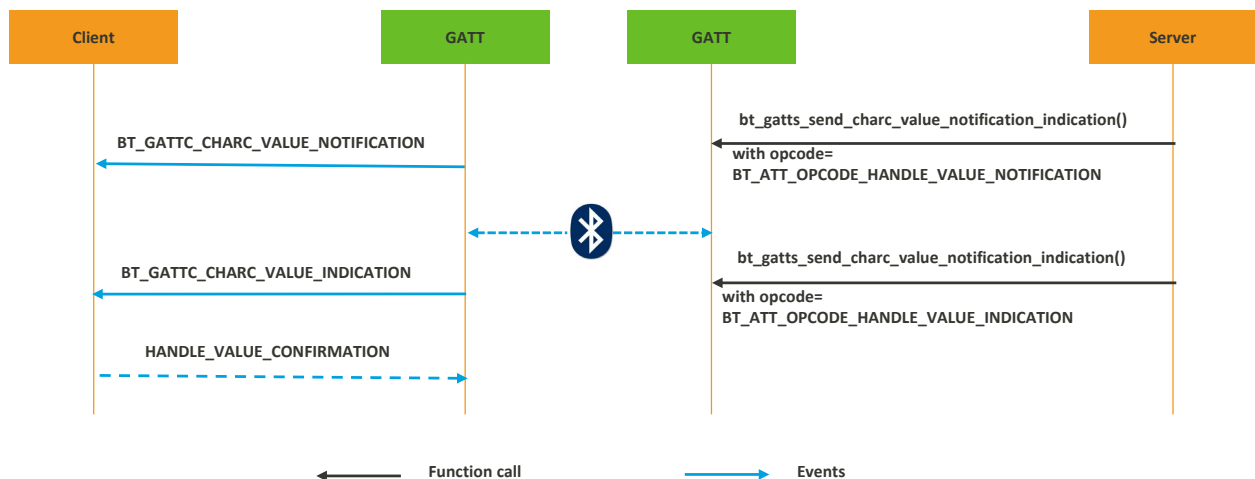 Client
GATT
GATT
Server
BT_GATTC_CHARC_VALUE_NOTIFICATION
bt_gatts_send_charc_value_notification_indication()
with opcode=
BT_ATT_OPCODE_HANDLE_VALUE_NOTIFICATION
BT_GATTC_CHARC_VALUE_INDICATION
bt_gatts_send_charc_value_notification_indication()
with opcode=
BT_ATT_OPCODE_HANDLE_VALUE_INDICATION
HANDLE_VALUE_CONFIRMATION
Function call
Events